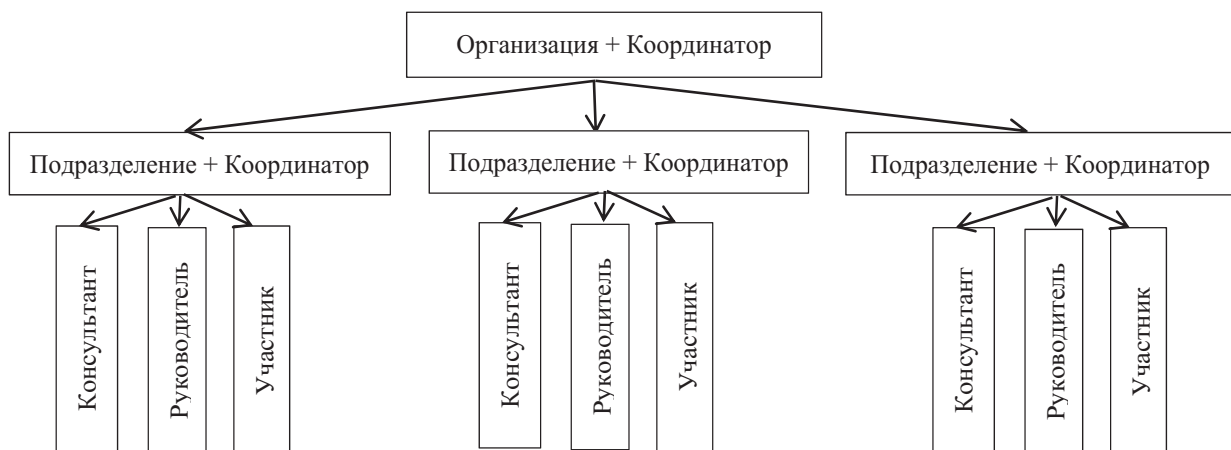 Организация + Координатор
Подразделение + Координатор
Подразделение + Координатор
Подразделение + Координатор
Консультант
Руководитель
Участник
Консультант
Руководитель
Участник
Консультант
Руководитель
Участник